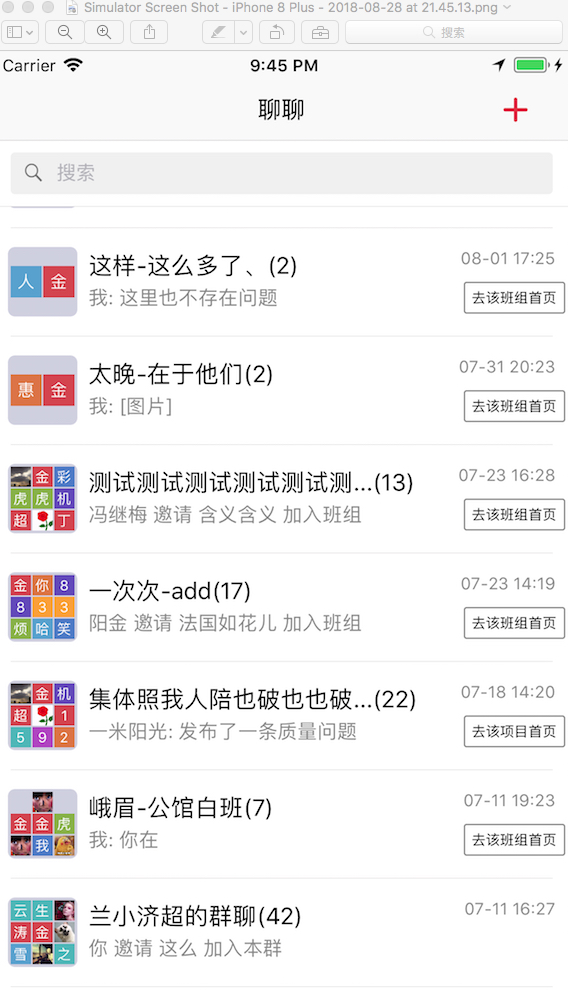 Simulator Screen Shot - iPhone 8 Plus - 2018-08-28 at 21.45.13.png
搜索
Carrier 9:45 PM
聊聊
搜索
人 金
这样-这么多了、(2) 08-01 17:25
我: 这里也不存在问题 去该班组首页
惠 金
太晚-在于他们(2) 07-31 20:23
我: [图片] 去该班组首页
金 彩
虎 虎 机
超 丁
测试测试测试测试测试测...(13) 07-23 16:28
冯继梅 邀请 含义含义 加入班组 去该班组首页
金 你 8
8 3 3
烦 哈 笑
一次次-add(17) 07-23 14:19
阳金 邀请 法国如花儿 加入班组 去该班组首页
金 机
超 1
5 9 2
集体照我人陪也破也也破...(22) 07-18 14:20
一米阳光: 发布了一条质量问题 去该项目首页
金 金 虎
我
峨眉-公馆白班(7) 07-11 19:23
我: 你在 去该班组首页
云 生
涛 金
雪 之
兰小济超的群聊(42) 07-11 16:27
你 邀请 这么 加入本群